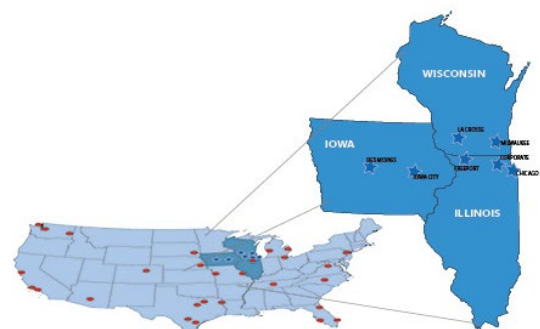 WISCONSIN
LA CROSSE
MILWAUKEE
IOWA
DES MOINES
IOWA CITY
FREEPORT
CORPORATE
CHICAGO
ILLINOIS